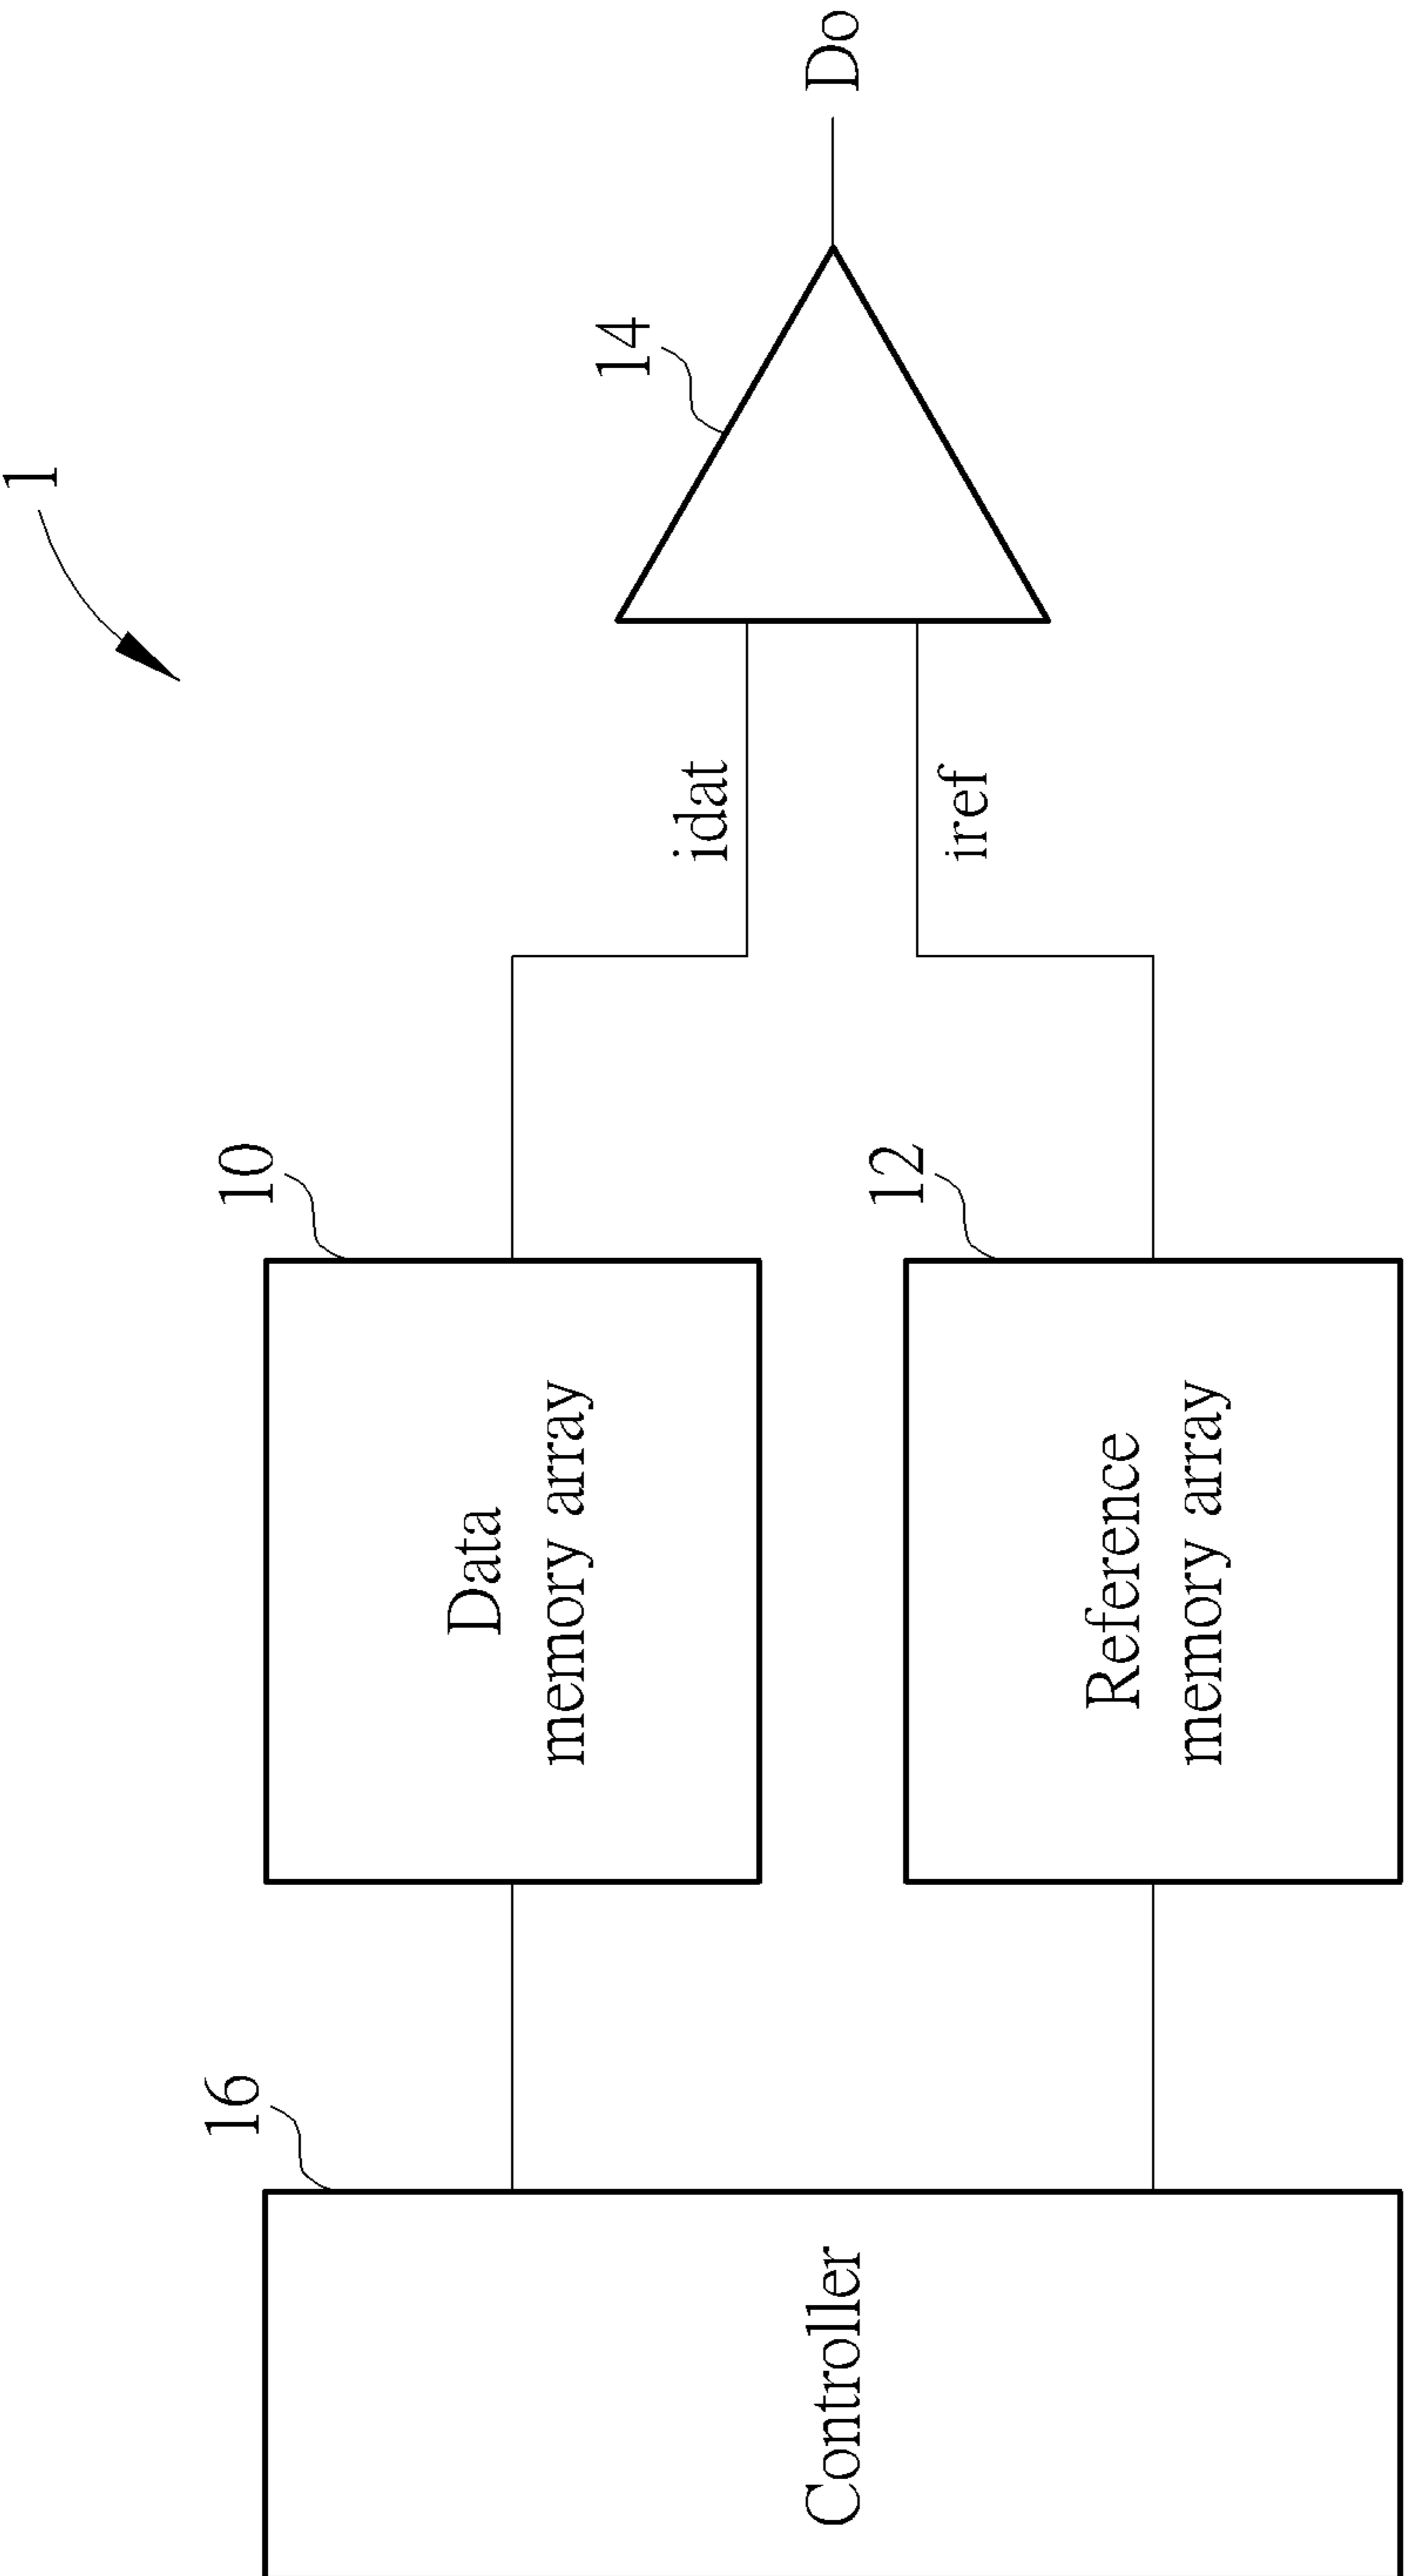 1
16
10
14
Controller
Data
memory array
idat
Do
12
iref
Reference
memory array